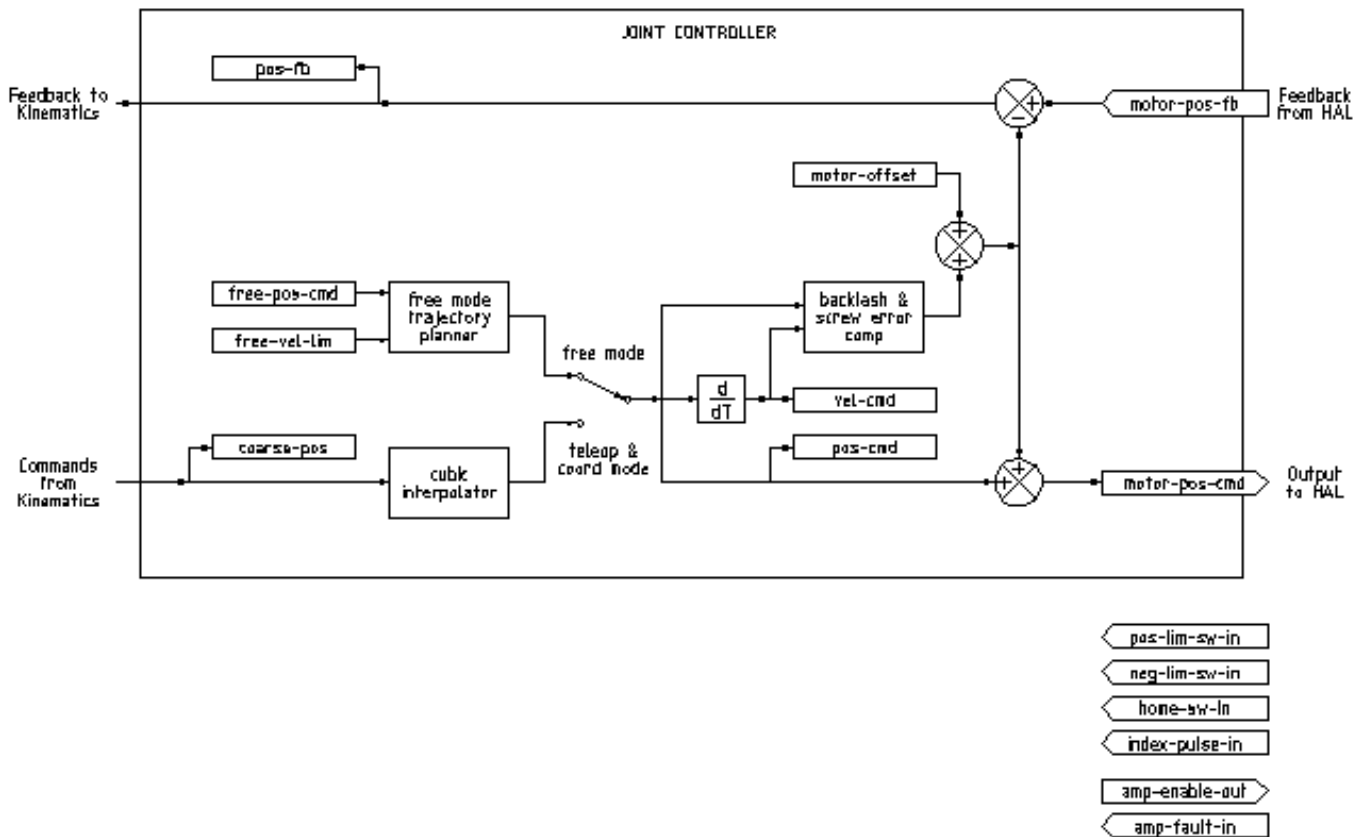 JOINT CONTROLLER
pos-fb
Feedback to
Kinematics
+
-
motor-pos-fb
Feedback
from HAL
motor-offset
+
+
free-pos-cmd
free-vel-lim
free mode
trajectory
planner
backlash &
screw error
comp
free mode
d
dT
vel-cmd
coarse-pos
teleop &
coord mode
pos-cmd
Commands
from
Kinematics
cubic
interpolator
+
+
motor-pos-cmd
Output
to HAL
pos-lim-sw-in
neg-lim-sw-in
home-sw-in
index-pulse-in
amp-enable-out
amp-fault-in